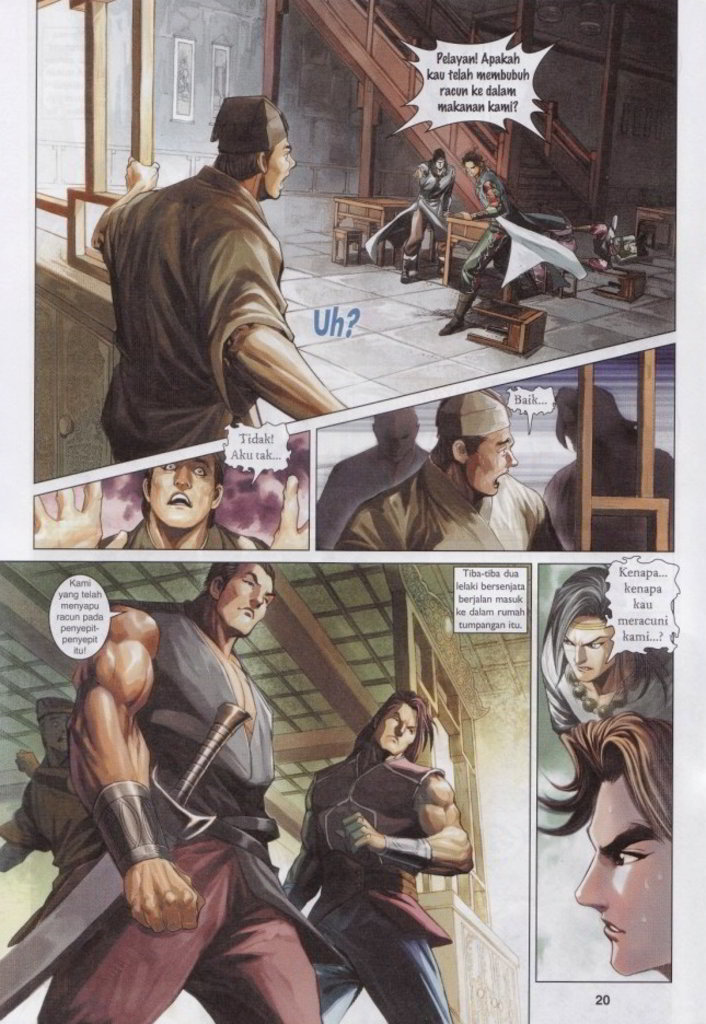 Pelayan! Apakah
kau telah membubuh
racun ke dalam
makanan kami?
Uh?
Tidak!
Aku tak...
Baik...
Kami
yang telah
menyapu
racun pada
penyepit-
penyepit
itu!
Tiba-tiba dua
lelaki bersenjata
berjalan masuk
ke dalam rumah
tumpangan itu.
Kenapa...
kenapa
kau
meracuni
kami...?
20